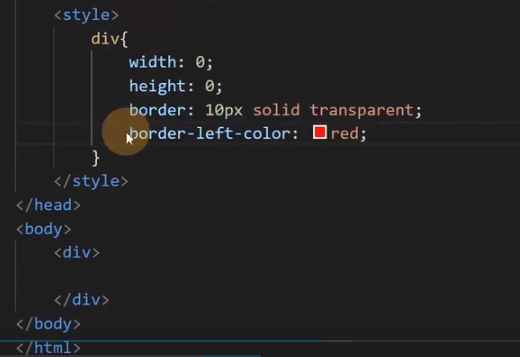 <style>
div{
width: 0;
height: 0;
border: 10px solid transparent;
border-left-color: red;
}
</style>
</head>
<body>
<div>
</div>
</body>
</html>